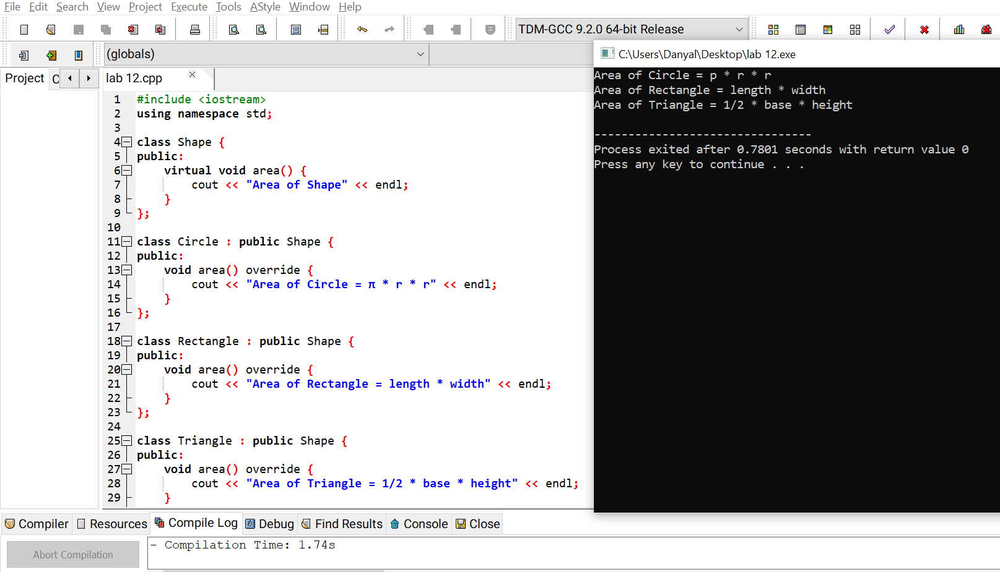 File Edit Search View Project Execute Tools AStyle Window Help
TDM-GCC 9.2.0 64-bit Release
(globals)
C:\Users\Danyal\Desktop\lab 12.exe
Project C
lab 12.cpp
1 #include <iostream>
2 using namespace std;
3
4 class Shape {
5 public:
6 virtual void area() {
7 cout << "Area of Shape" << endl;
8 }
9 };
10
11 class Circle : public Shape {
12 public:
13 void area() override {
14 cout << "Area of Circle = π * r * r" << endl;
15 }
16 };
17
18 class Rectangle : public Shape {
19 public:
20 void area() override {
21 cout << "Area of Rectangle = length * width" << endl;
22 }
23 };
24
25 class Triangle : public Shape {
26 public:
27 void area() override {
28 cout << "Area of Triangle = 1/2 * base * height" << endl;
29 }
Area of Circle = p * r * r
Area of Rectangle = length * width
Area of Triangle = 1/2 * base * height
--------------------------------
Process exited after 0.7801 seconds with return value 0
Press any key to continue . . .
Compiler Resources Compile Log Debug Find Results Console Close
Abort Compilation
- Compilation Time: 1.74s